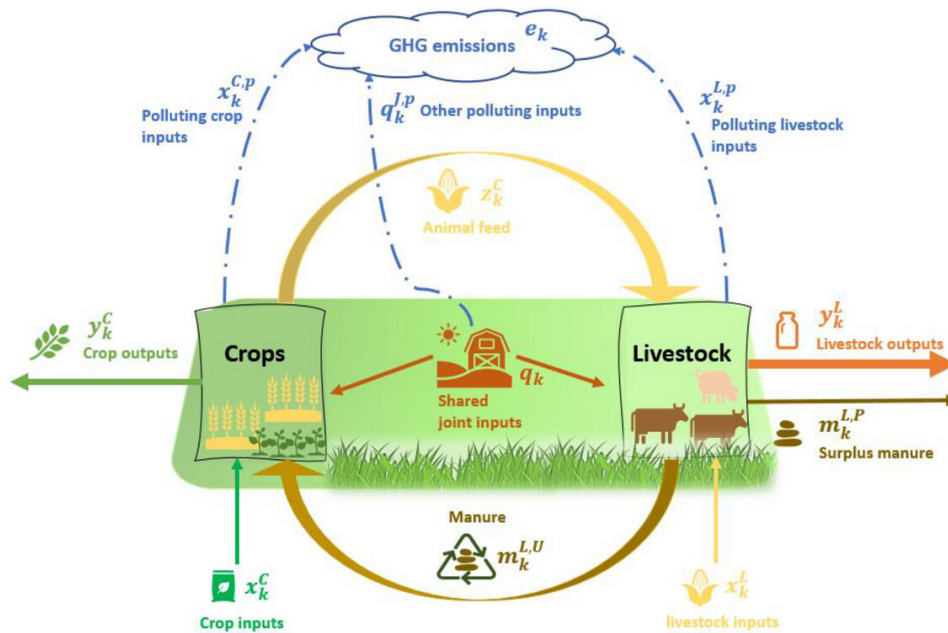 GHG emissions e_k
x_k^{C,p}
Polluting crop
inputs
q_k^{J,p} Other polluting inputs
x_k^{L,p}
Polluting livestock
inputs
z_k^C
Animal feed
y_k^C
Crop outputs
Crops
q_k
Shared
joint inputs
Livestock
y_k^L
Livestock outputs
m_k^{L,P}
Surplus manure
Manure
m_k^{L,U}
x_k^C
Crop inputs
x_k^L
livestock inputs